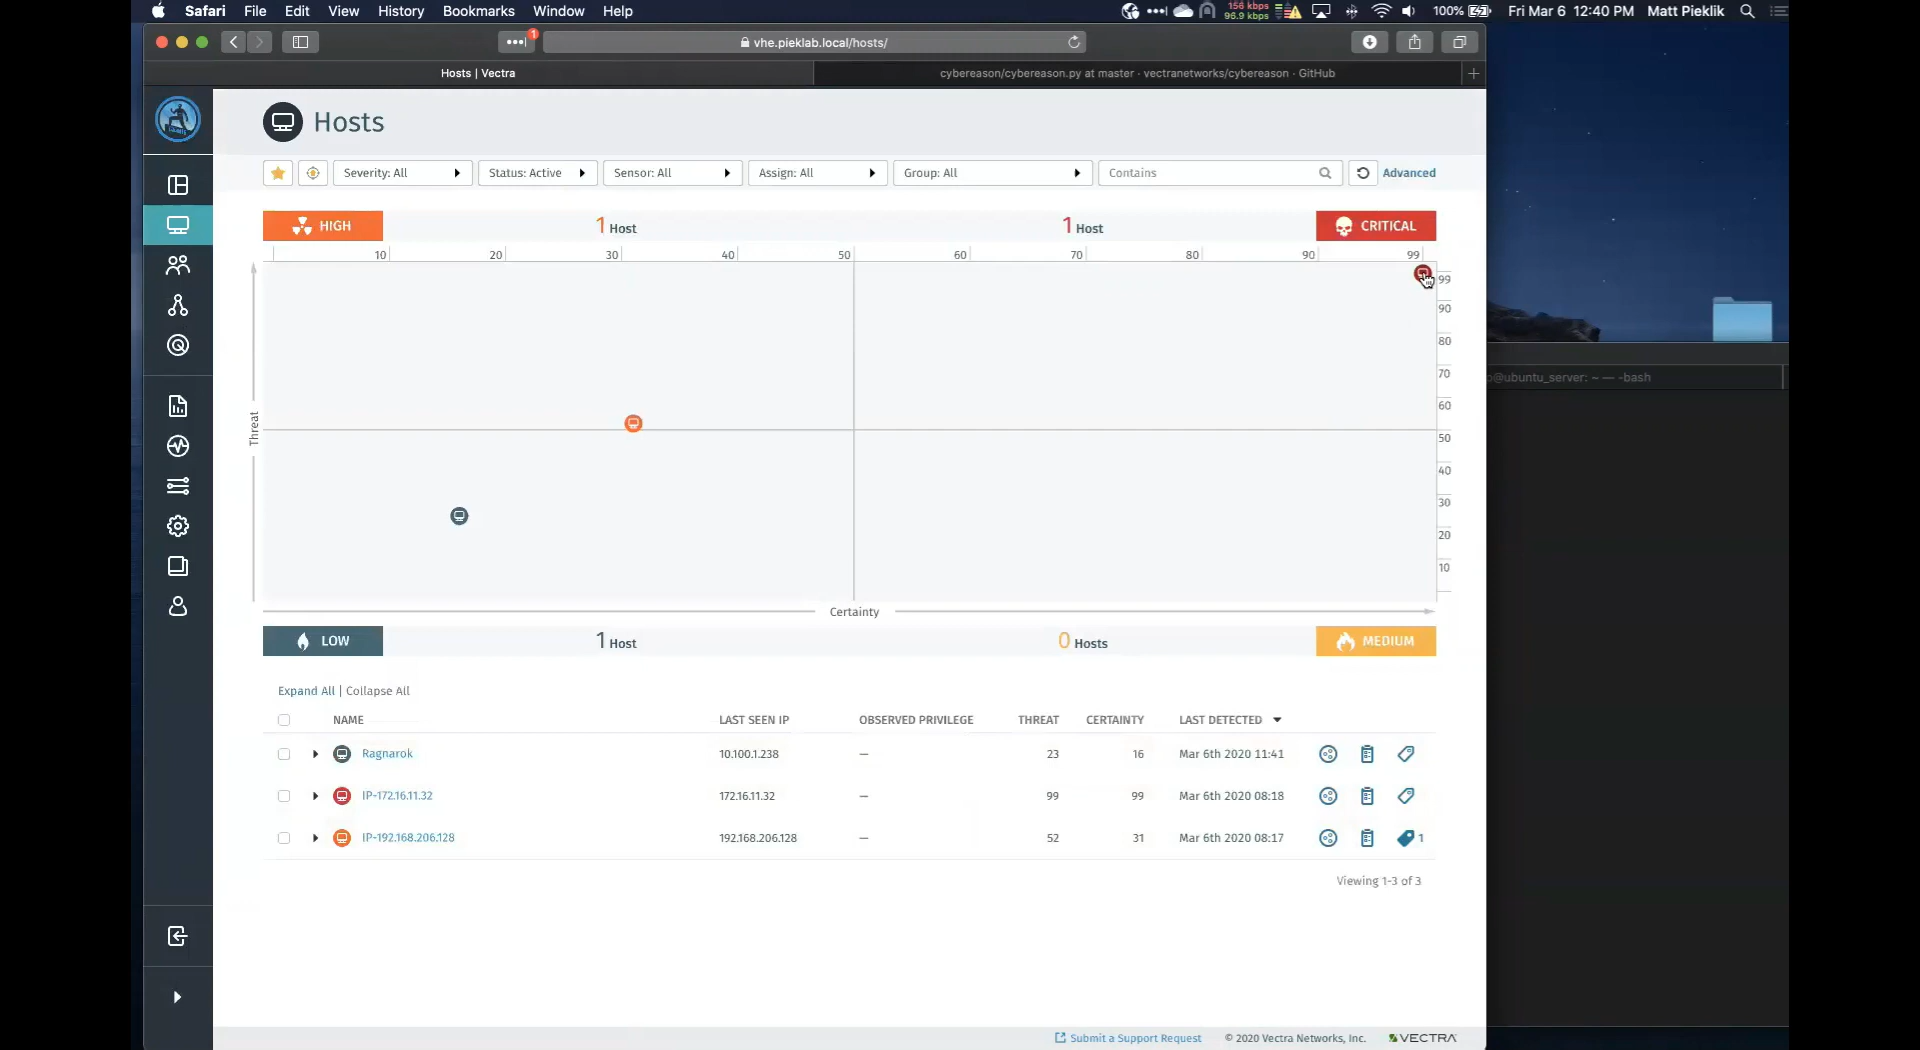 Safari File Edit View History Bookmarks Window Help 156 kbps 96.9 kbps 100% Fri Mar 6 12:40 PM Matt Pieklik
1
vhe.pieklab.local/hosts/
Hosts | Vectra
cybereason/cybereason.py at master · vectranetworks/cybereason · GitHub
Hosts
Severity: All Status: Active Sensor: All Assign: All Group: All Contains Advanced
HIGH 1 Host 1 Host CRITICAL
10 20 30 40 50 60 70 80 90 99
99
90
80
70
60
50
40
30
20
10
Threat
Certainty
LOW 1 Host 0 Hosts MEDIUM
Expand All | Collapse All
NAME LAST SEEN IP OBSERVED PRIVILEGE THREAT CERTAINTY LAST DETECTED
Ragnarok 10.100.1.238 — 23 16 Mar 6th 2020 11:41
IP-172.16.11.32 172.16.11.32 — 99 99 Mar 6th 2020 08:18
IP-192.168.206.128 192.168.206.128 — 52 31 Mar 6th 2020 08:17 1
Viewing 1-3 of 3
Submit a Support Request © 2020 Vectra Networks, Inc. VECTRA
p@ubuntu_server: ~ — -bash